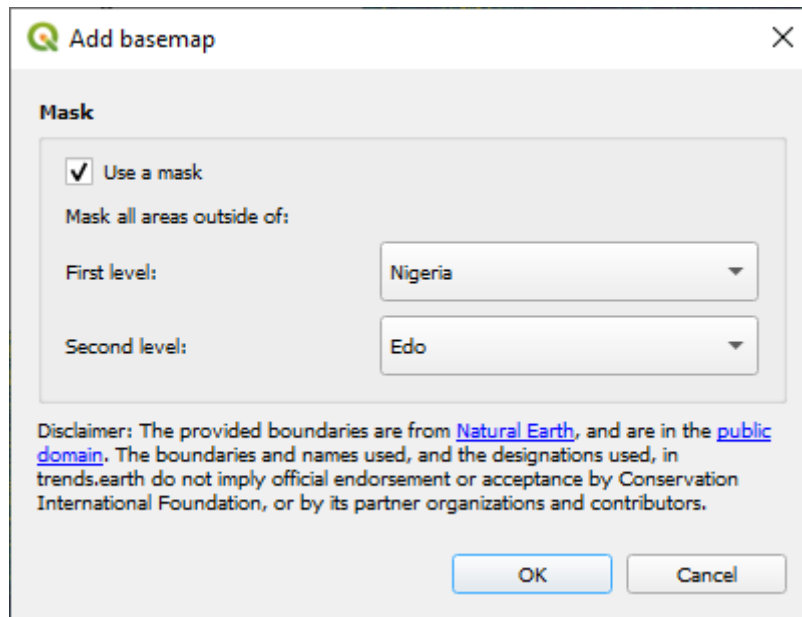 Add basemap
Mask
Use a mask
Mask all areas outside of:
First level: Nigeria
Second level: Edo
Disclaimer: The provided boundaries are from Natural Earth, and are in the public
domain. The boundaries and names used, and the designations used, in
trends.earth do not imply official endorsement or acceptance by Conservation
International Foundation, or by its partner organizations and contributors.
OK Cancel